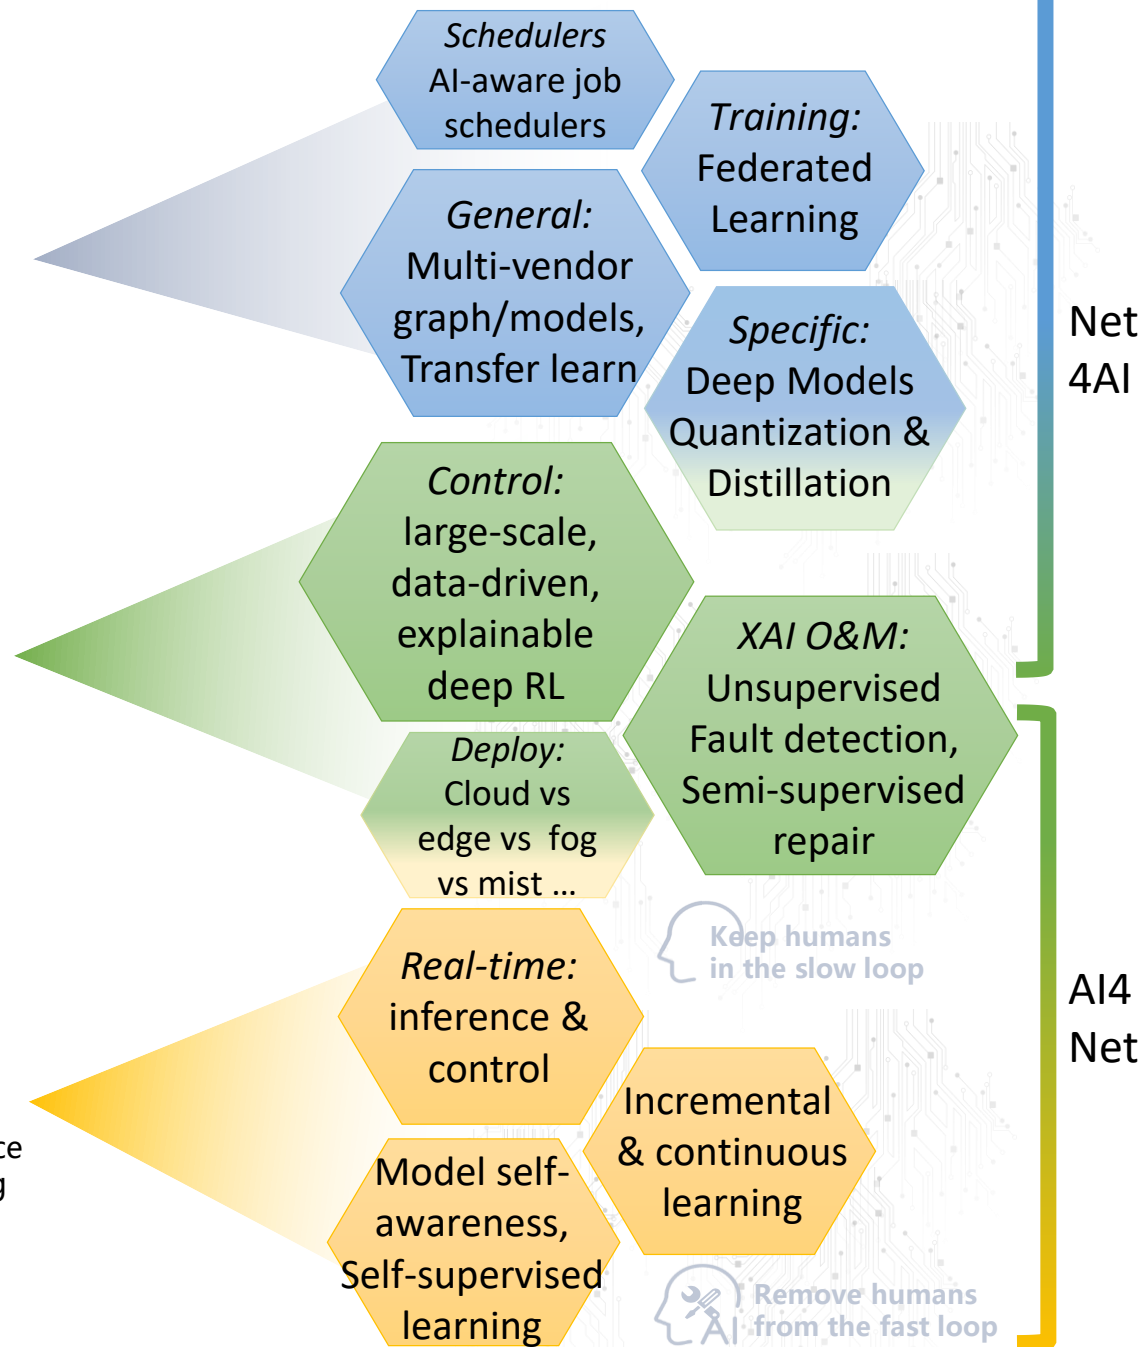 Schedulers
AI-aware job
schedulers
Training:
Federated
Learning
General:
Multi-vendor
graph/models,
Transfer learn
Specific:
Deep Models
Quantization &
Distillation
Net
4AI
Control:
large-scale,
data-driven,
explainable
deep RL
XAI O&M:
Unsupervised
Fault detection,
Semi-supervised
repair
Deploy:
Cloud vs
edge vs fog
vs mist ...
Keep humans
in the slow loop
Real-time:
inference &
control
AI4
Net
Incremental
& continuous
learning
Model self-
awareness,
Self-supervised
learning
AI
Remove humans
from the fast loop